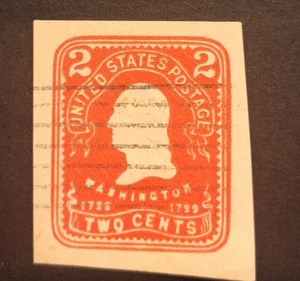 2 UNITED STATES POSTAGE 2
WASHINGTON
1732 1799
TWO CENTS